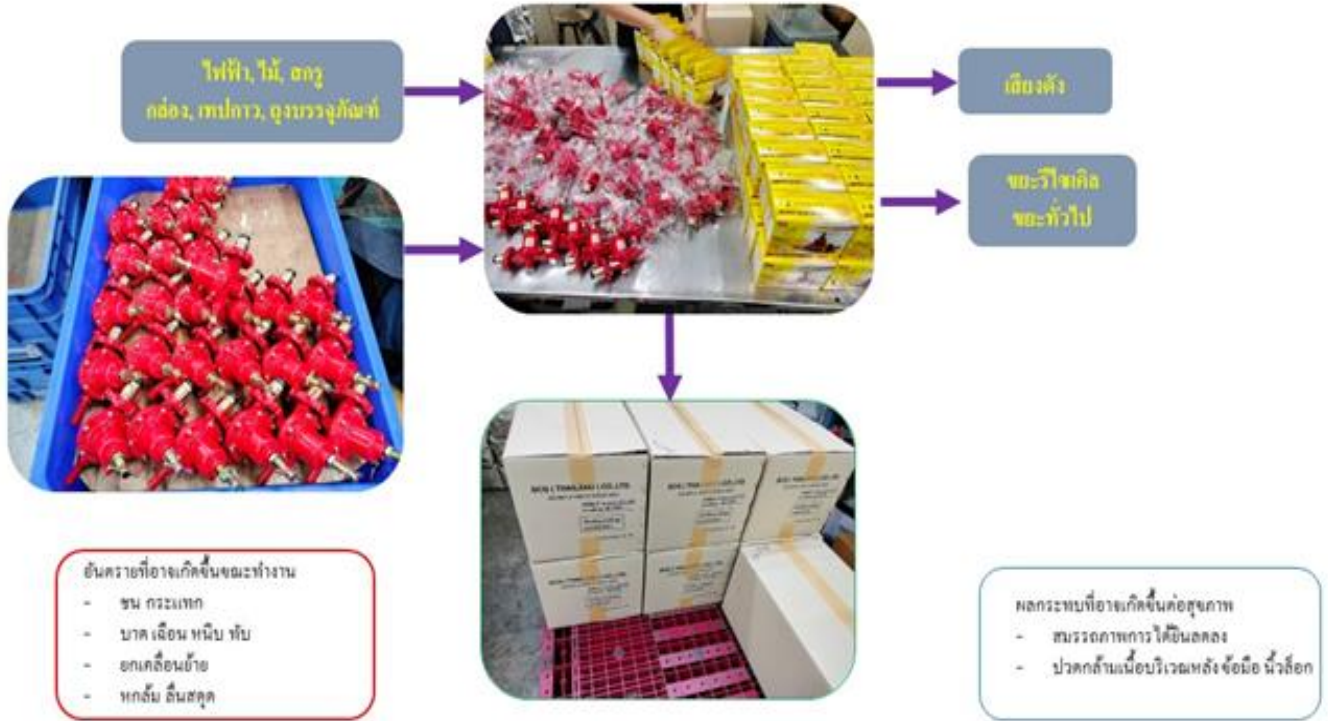 ไฟฟ้า, ไม้, สกรู
กล่อง, เทปกาว, ถุงบรรจุภัณฑ์
เสียงดัง
ขยะรีไซเคิล
ขยะทั่วไป
อันตรายที่อาจเกิดขึ้นขณะทำงาน
- ชน กระแทก
- บาด เฉือน หนีบ ทับ
- ยกเคลื่อนย้าย
- หกล้ม ลื่นสดุด
ผลกระทบที่อาจเกิดขึ้นต่อสุขภาพ
- สมรรถภาพการได้ยินลดลง
- ปวดกล้ามเนื้อบริเวณหลัง ข้อมือ นิ้วล็อก